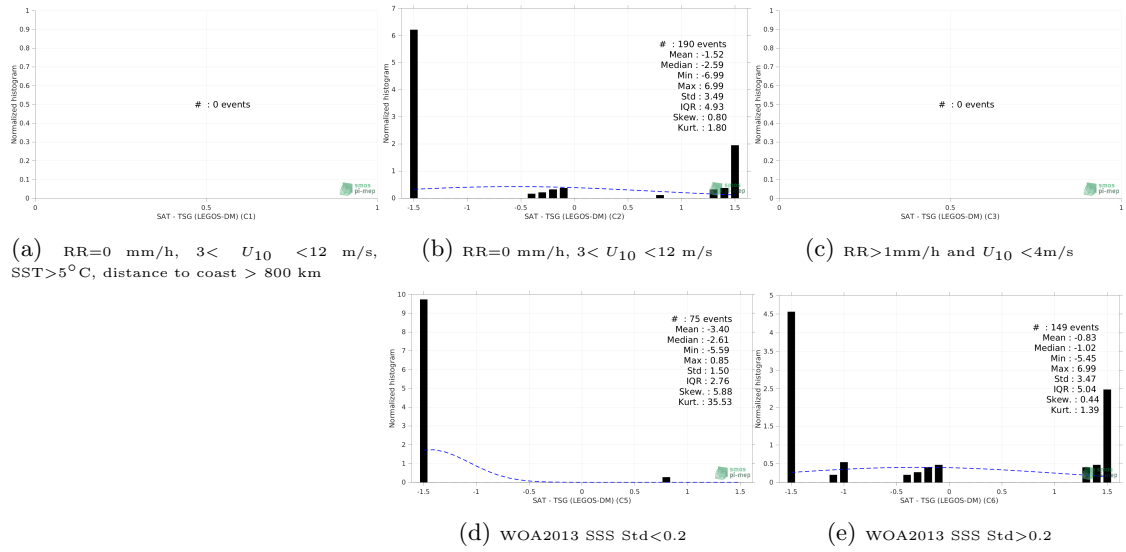 1
0.9
0.8
0.7
0.6
0.5
0.4
0.3
0.2
0.1
0
Normalized histogram
# : 0 events
smos
pi-mep
0 0.5 1
SAT - TSG (LEGOS-DM) (C1)
(a) RR=0 mm/h, 3< U10 <12 m/s,
SST>5°C, distance to coast > 800 km
7
6
5
4
3
2
1
0
Normalized histogram
# : 190 events
Mean : -1.52
Median : -2.59
Min : -6.99
Max : 6.99
Std : 3.49
IQR : 4.93
Skew. : 0.80
Kurt. : 1.80
smos
pi-mep
-1.5 -1 -0.5 0 0.5 1 1.5
SAT - TSG (LEGOS-DM) (C2)
(b) RR=0 mm/h, 3< U10 <12 m/s
1
0.9
0.8
0.7
0.6
0.5
0.4
0.3
0.2
0.1
0
Normalized histogram
# : 0 events
smos
pi-mep
0 0.5 1
SAT - TSG (LEGOS-DM) (C3)
(c) RR>1mm/h and U10 <4m/s
10
9
8
7
6
5
4
3
2
1
0
Normalized histogram
# : 75 events
Mean : -3.40
Median : -2.61
Min : -5.59
Max : 0.85
Std : 1.50
IQR : 2.76
Skew. : 5.88
Kurt. : 35.53
smos
pi-mep
-1.5 -1 -0.5 0 0.5 1 1.5
SAT - TSG (LEGOS-DM) (C5)
(d) WOA2013 SSS Std<0.2
5
4.5
4
3.5
3
2.5
2
1.5
1
0.5
0
Normalized histogram
# : 149 events
Mean : -0.83
Median : -1.02
Min : -5.45
Max : 6.99
Std : 3.47
IQR : 5.04
Skew. : 0.44
Kurt. : 1.39
smos
pi-mep
-1.5 -1 -0.5 0 0.5 1 1.5
SAT - TSG (LEGOS-DM) (C6)
(e) WOA2013 SSS Std>0.2